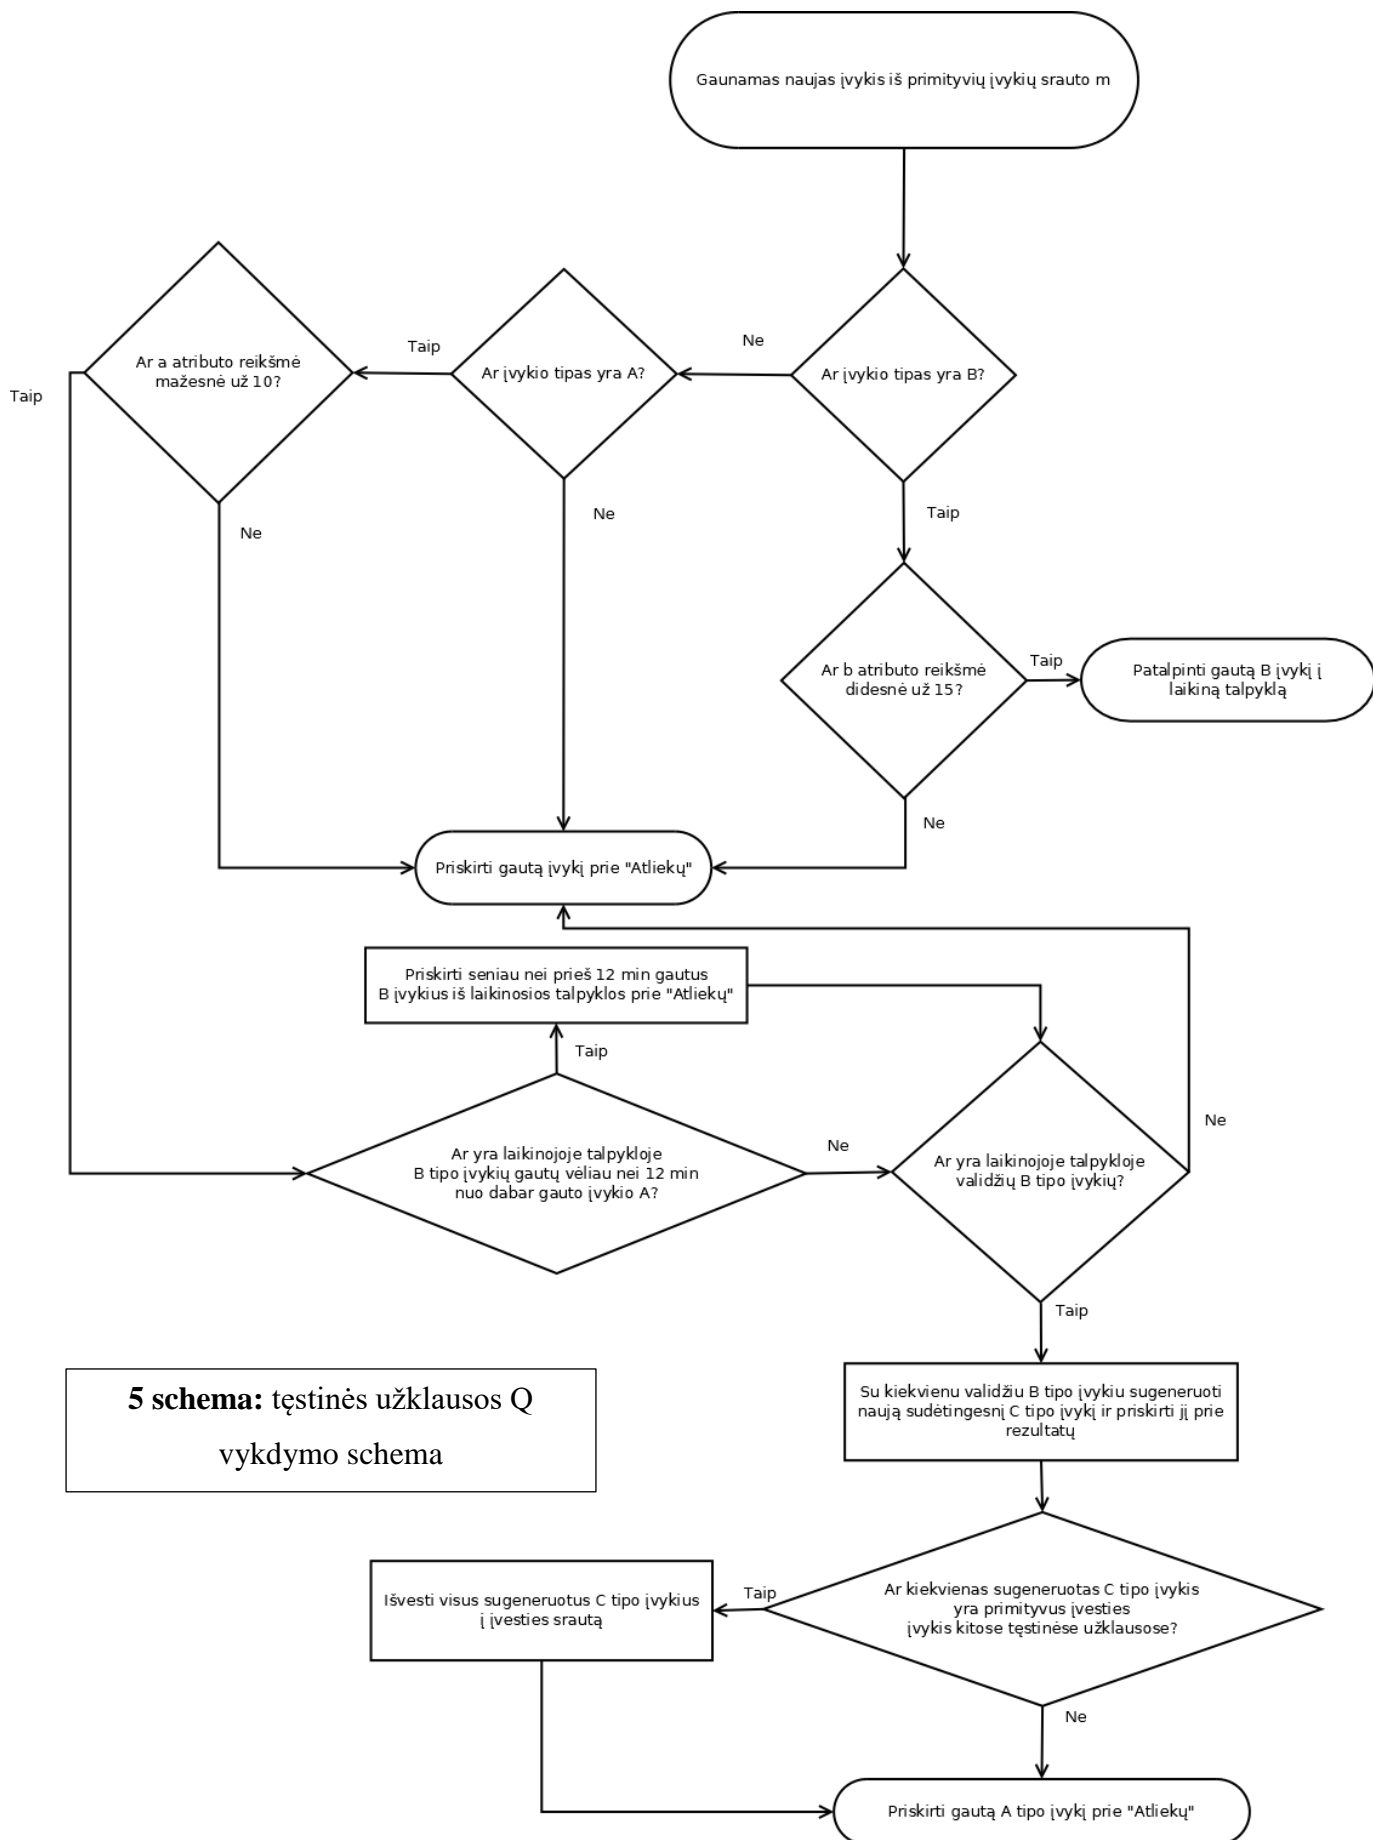 Gaunamas naujas įvykis iš primityvių įvykių srauto m
Ne
Taip
Ar a atributo reikšmė
mažesnė už 10?
Ar įvykio tipas yra A?
Ar įvykio tipas yra B?
Taip
Ne
Ne
Taip
Ar b atributo reikšmė
didesnė už 15?
Taip
Patalpinti gautą B įvykį į
laikiną talpyklą
Ne
Priskirti gautą įvykį prie "Atliekų"
Priskirti seniau nei prieš 12 min gautus
B įvykius iš laikinosios talpyklos prie "Atliekų"
Taip
Ar yra laikinojoje talpykloje
B tipo įvykių gautų vėliau nei 12 min
nuo dabar gauto įvykio A?
Ne
Ar yra laikinojoje talpykloje
validžių B tipo įvykių?
Ne
Taip
5 schema: tęstinės užklausos Q
vykdymo schema
Su kiekvienu validžiu B tipo įvykiu sugeneruoti
naują sudėtingesnį C tipo įvykį ir priskirti jį prie
rezultatų
Ar kiekvienas sugeneruotas C tipo įvykis
yra primityvus įvesties
įvykis kitose tęstinėse užklausose?
Taip
Išvesti visus sugeneruotus C tipo įvykius
į įvesties srautą
Ne
Priskirti gautą A tipo įvykį prie "Atliekų"